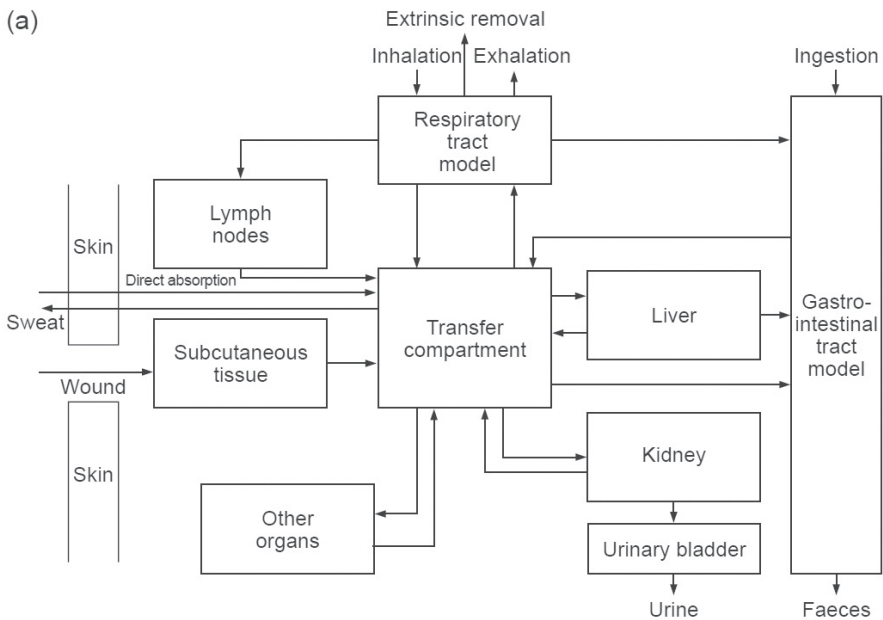 (a)
Extrinsic removal
Inhalation
Exhalation
Ingestion
Respiratory
tract
model
Lymph
nodes
Skin
Direct absorption
Sweat
Transfer
compartment
Liver
Gastro-
intestinal
tract
model
Subcutaneous
tissue
Wound
Skin
Kidney
Other
organs
Urinary bladder
Urine
Faeces